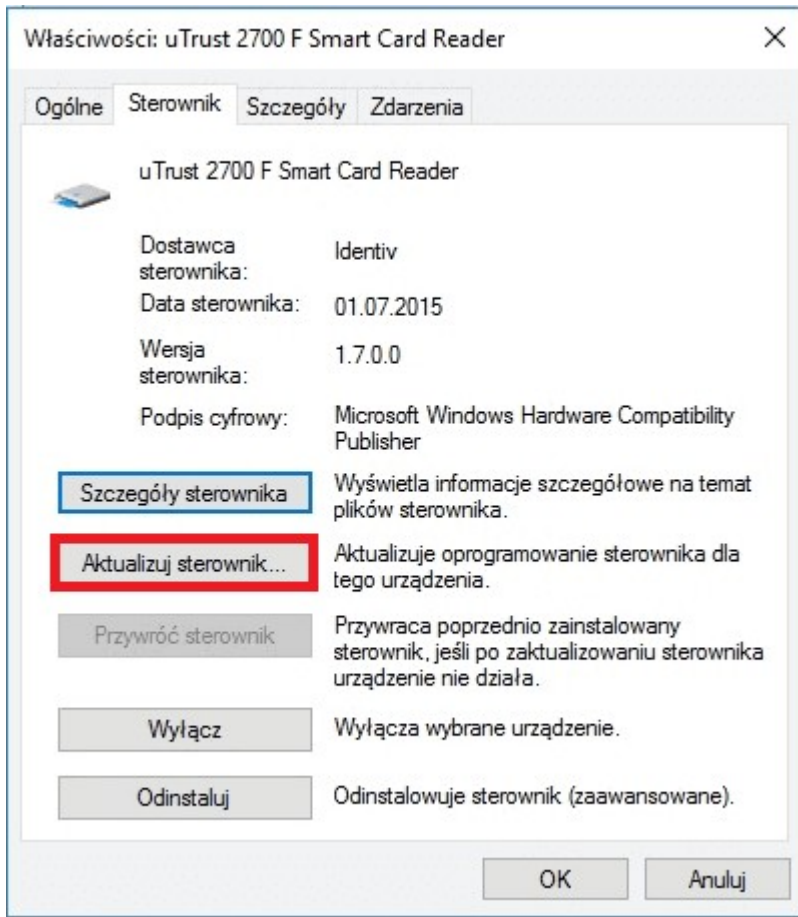 Właściwości: uTrust 2700 F Smart Card Reader
Ogólne Sterownik Szczegóły Zdarzenia
uTrust 2700 F Smart Card Reader
Dostawca
sterownika:
Identiv
Data sterownika: 01.07.2015
Wersja
sterownika:
1.7.0.0
Podpis cyfrowy: Microsoft Windows Hardware Compatibility
Publisher
Szczegóły sterownika
Wyświetla informacje szczegółowe na temat
plików sterownika.
Aktualizuj sterownik...
Aktualizuje oprogramowanie sterownika dla
tego urządzenia.
Przywróć sterownik
Przywraca poprzednio zainstalowany
sterownik, jeśli po zaktualizowaniu sterownika
urządzenie nie działa.
Wyłącz
Wyłącza wybrane urządzenie.
Odinstaluj
Odinstalowuje sterownik (zaawansowane).
OK Anuluj